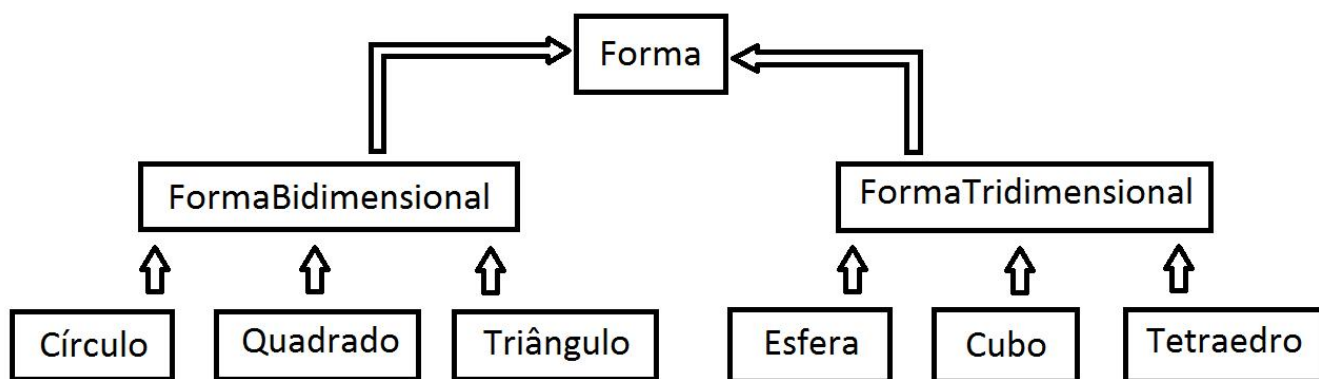 Forma
FormaBidimensional
FormaTridimensional
Círculo
Quadrado
Triângulo
Esfera
Cubo
Tetraedro